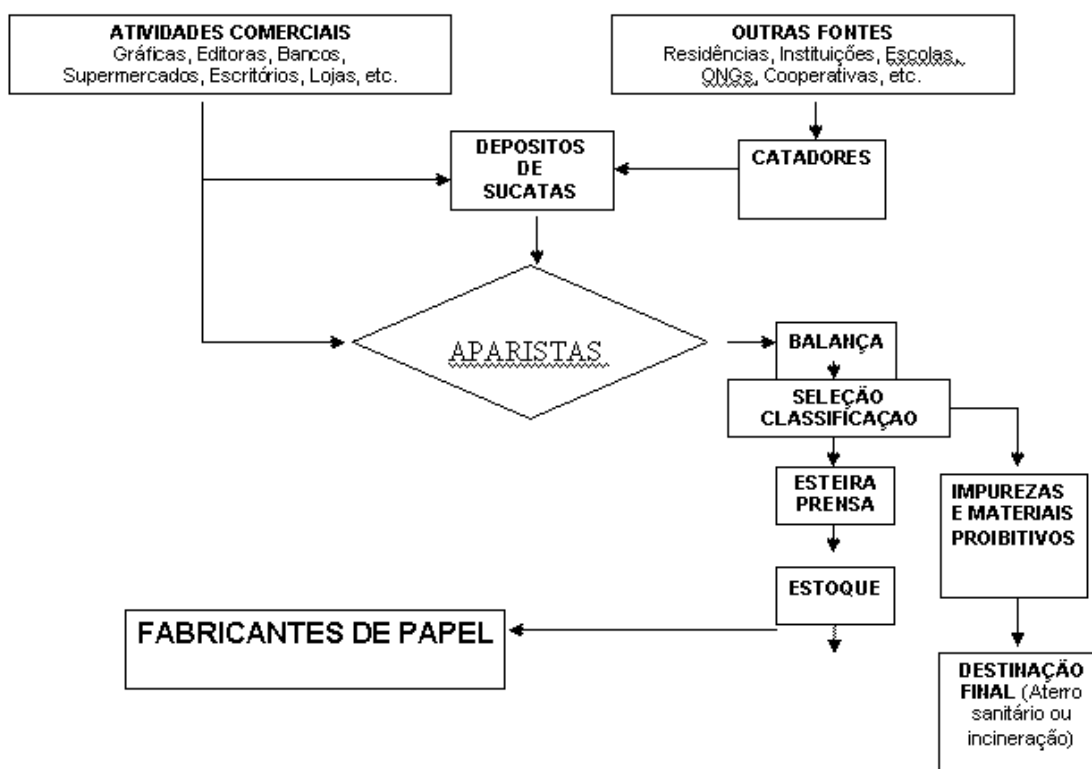 ATIVIDADES COMERCIAIS
Gráficas, Editoras, Bancos,
Supermercados, Escritórios, Lojas, etc.
OUTRAS FONTES
Residências, Instituições, Escolas,
ONGs, Cooperativas, etc.
DEPOSITOS
DE
SUCATAS
CATADORES
APARISTAS
BALANÇA
SELEÇÃO
CLASSIFICAÇAO
ESTEIRA
PRENSA
IMPUREZAS
E MATERIAIS
PROIBITIVOS
ESTOQUE
FABRICANTES DE PAPEL
DESTINAÇÃO
FINAL (Aterro
sanitário ou
incineração)